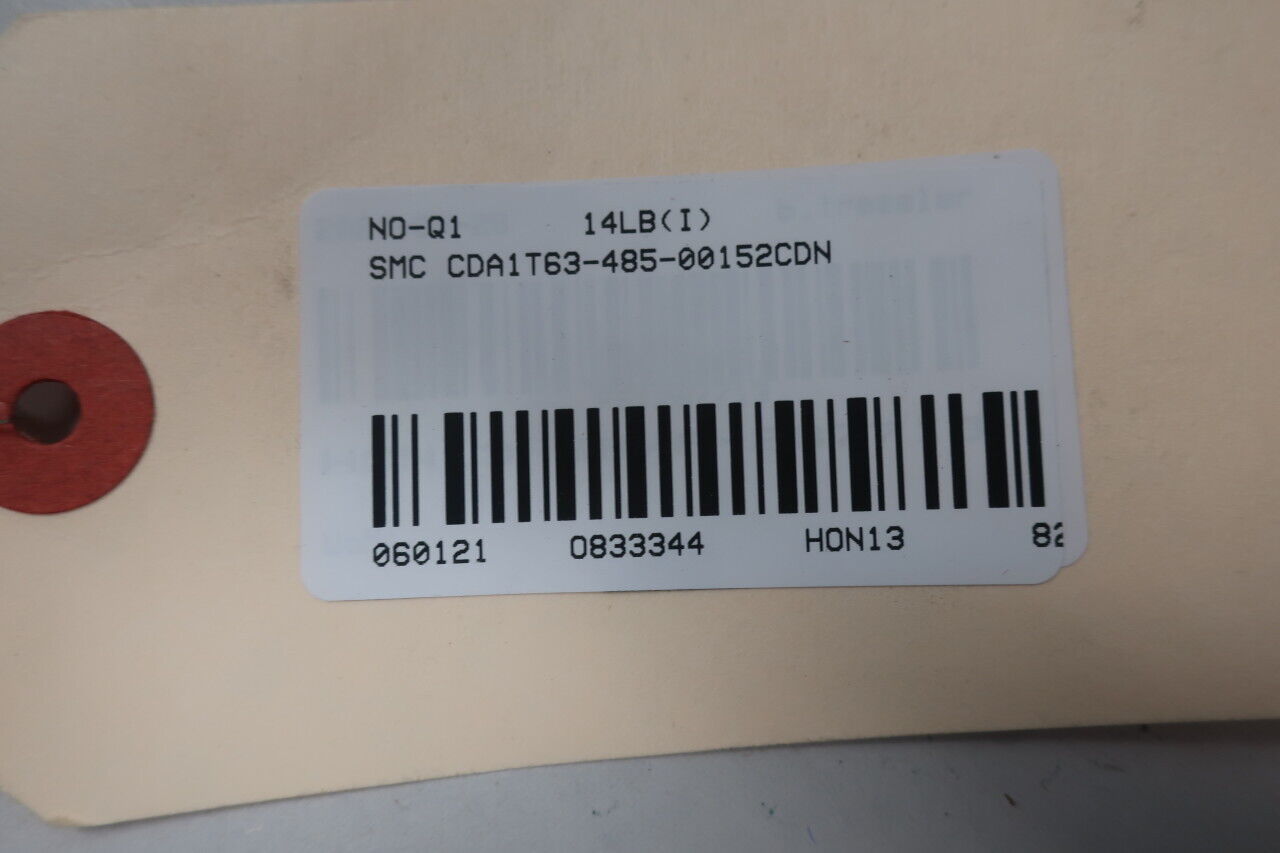 NO-Q1 14LB(I)
SMC CDA1T63-485-00152CDN
060121 0833344 HON13 82